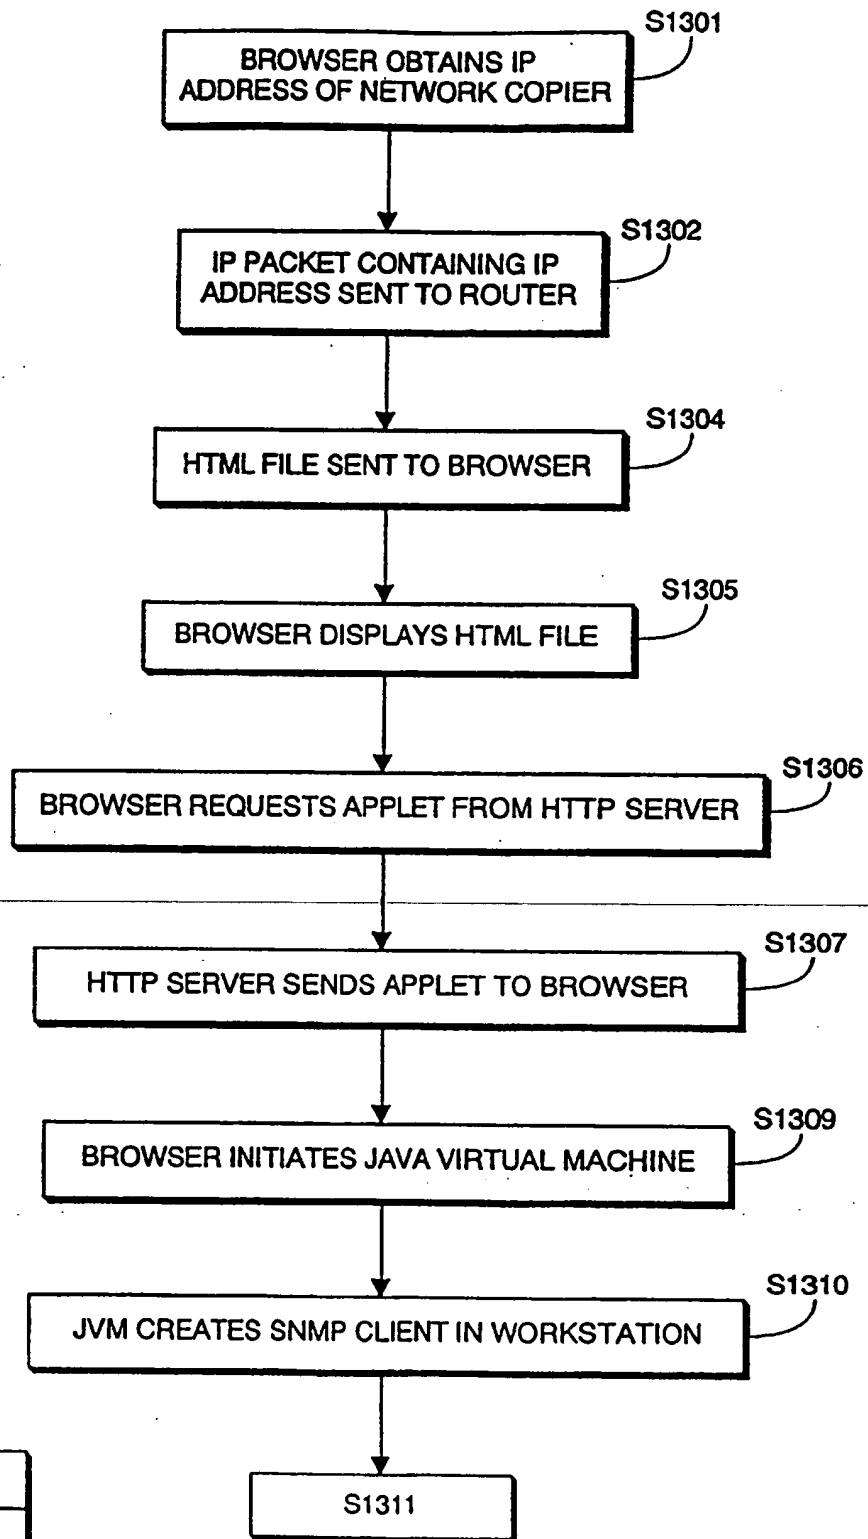 S1301
BROWSER OBTAINS IP
ADDRESS OF NETWORK COPIER
S1302
IP PACKET CONTAINING IP
ADDRESS SENT TO ROUTER
S1304
HTML FILE SENT TO BROWSER
S1305
BROWSER DISPLAYS HTML FILE
S1306
BROWSER REQUESTS APPLET FROM HTTP SERVER
S1307
HTTP SERVER SENDS APPLET TO BROWSER
S1309
BROWSER INITIATES JAVA VIRTUAL MACHINE
S1310
JVM CREATES SNMP CLIENT IN WORKSTATION
S1311